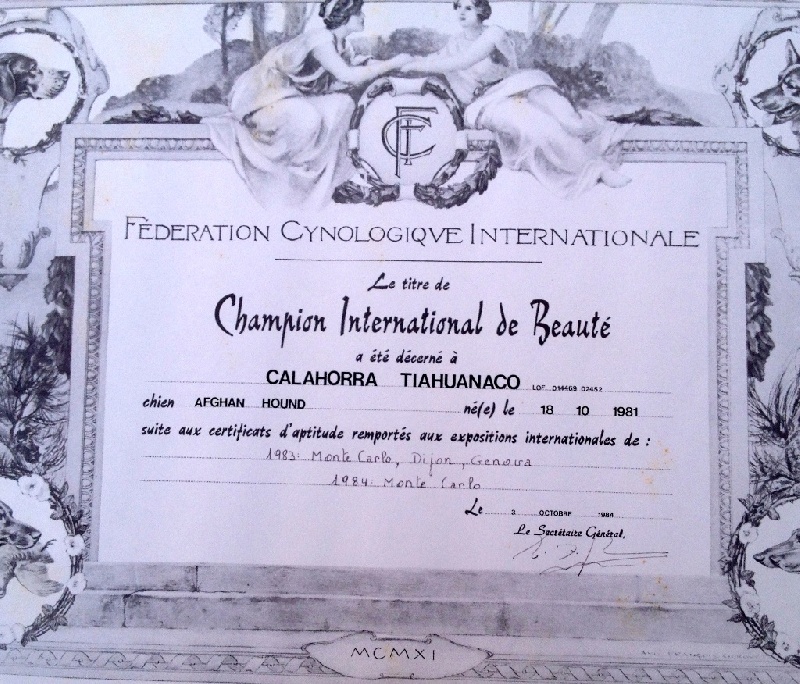 FCI
FÉDERATION CYNOLOGIQVE INTERNATIONALE
Le titre de
Champion International de Beauté
a été décerné à
CALAHORRA TIAHUANACO LOF
chien AFGHAN HOUND né(e) le 18 10 1981
suite aux certificats d'aptitude remportés aux expositions internationales de :
1983: Monte Carlo, Dijon, Genova
1984: Monte Carlo
Le OCTOBRE
Le Secrétaire Général,
MCMXI